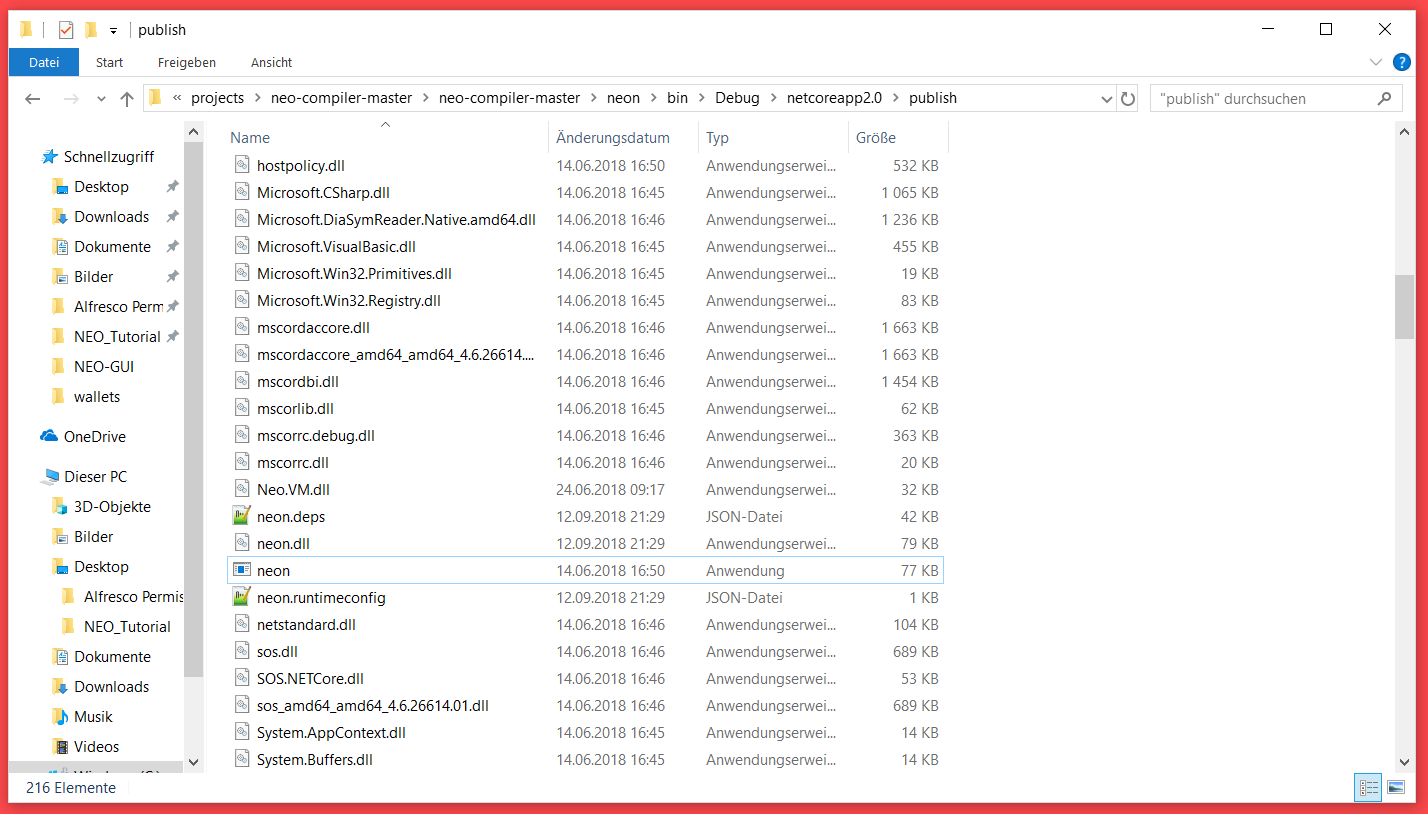 publish
Datei Start Freigeben Ansicht ?
« projects > neo-compiler-master > neo-compiler-master > neon > bin > Debug > netcoreapp2.0 > publish
"publish" durchsuchen
Schnellzugriff
Desktop
Downloads
Dokumente
Bilder
Alfresco Perm
NEO_Tutorial
NEO-GUI
wallets
OneDrive
Dieser PC
3D-Objekte
Bilder
Desktop
Alfresco Permis
NEO_Tutorial
Dokumente
Downloads
Musik
Videos
Name Änderungsdatum Typ Größe
hostpolicy.dll 14.06.2018 16:50 Anwendungserwei... 532 KB
Microsoft.CSharp.dll 14.06.2018 16:45 Anwendungserwei... 1 065 KB
Microsoft.DiaSymReader.Native.amd64.dll 14.06.2018 16:46 Anwendungserwei... 1 236 KB
Microsoft.VisualBasic.dll 14.06.2018 16:45 Anwendungserwei... 455 KB
Microsoft.Win32.Primitives.dll 14.06.2018 16:45 Anwendungserwei... 19 KB
Microsoft.Win32.Registry.dll 14.06.2018 16:45 Anwendungserwei... 83 KB
mscordaccore.dll 14.06.2018 16:46 Anwendungserwei... 1 663 KB
mscordaccore_amd64_amd64_4.6.26614.... 14.06.2018 16:46 Anwendungserwei... 1 663 KB
mscordbi.dll 14.06.2018 16:46 Anwendungserwei... 1 454 KB
mscorlib.dll 14.06.2018 16:45 Anwendungserwei... 62 KB
mscorrc.debug.dll 14.06.2018 16:46 Anwendungserwei... 363 KB
mscorrc.dll 14.06.2018 16:46 Anwendungserwei... 20 KB
Neo.VM.dll 24.06.2018 09:17 Anwendungserwei... 32 KB
neon.deps 12.09.2018 21:29 JSON-Datei 42 KB
neon.dll 12.09.2018 21:29 Anwendungserwei... 79 KB
neon 14.06.2018 16:50 Anwendung 77 KB
neon.runtimeconfig 12.09.2018 21:29 JSON-Datei 1 KB
netstandard.dll 14.06.2018 16:46 Anwendungserwei... 104 KB
sos.dll 14.06.2018 16:46 Anwendungserwei... 689 KB
SOS.NETCore.dll 14.06.2018 16:46 Anwendungserwei... 53 KB
sos_amd64_amd64_4.6.26614.01.dll 14.06.2018 16:46 Anwendungserwei... 689 KB
System.AppContext.dll 14.06.2018 16:45 Anwendungserwei... 14 KB
System.Buffers.dll 14.06.2018 16:45 Anwendungserwei... 14 KB
216 Elemente